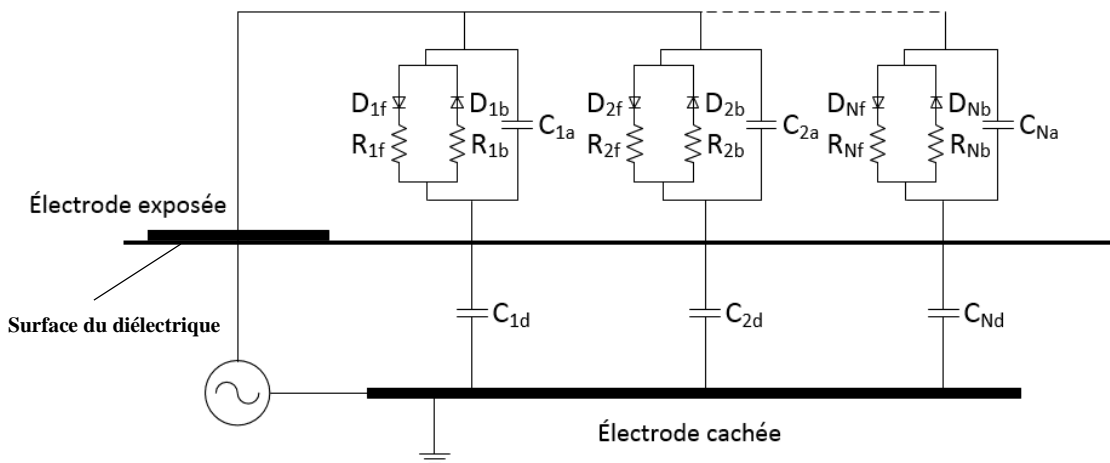 D1f D1b C1a D2f D2b C2a DNf DNb CNa
R1f R1b R2f R2b RNf RNb
Électrode exposée
Surface du diélectrique
C1d C2d CNd
Électrode cachée